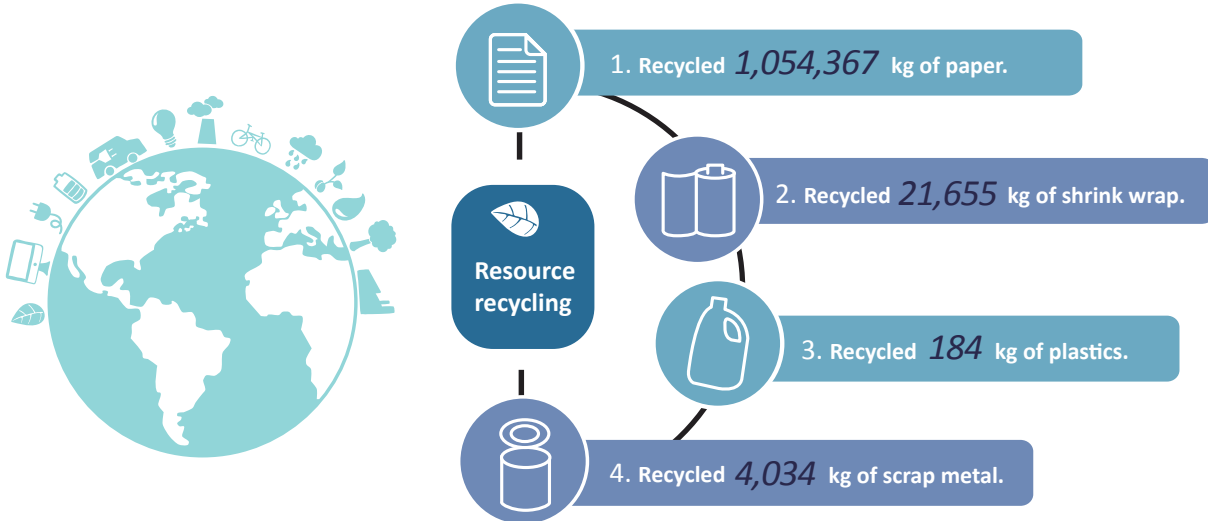 1. Recycled 1,054,367 kg of paper.
2. Recycled 21,655 kg of shrink wrap.
Resource
recycling
3. Recycled 184 kg of plastics.
4. Recycled 4,034 kg of scrap metal.